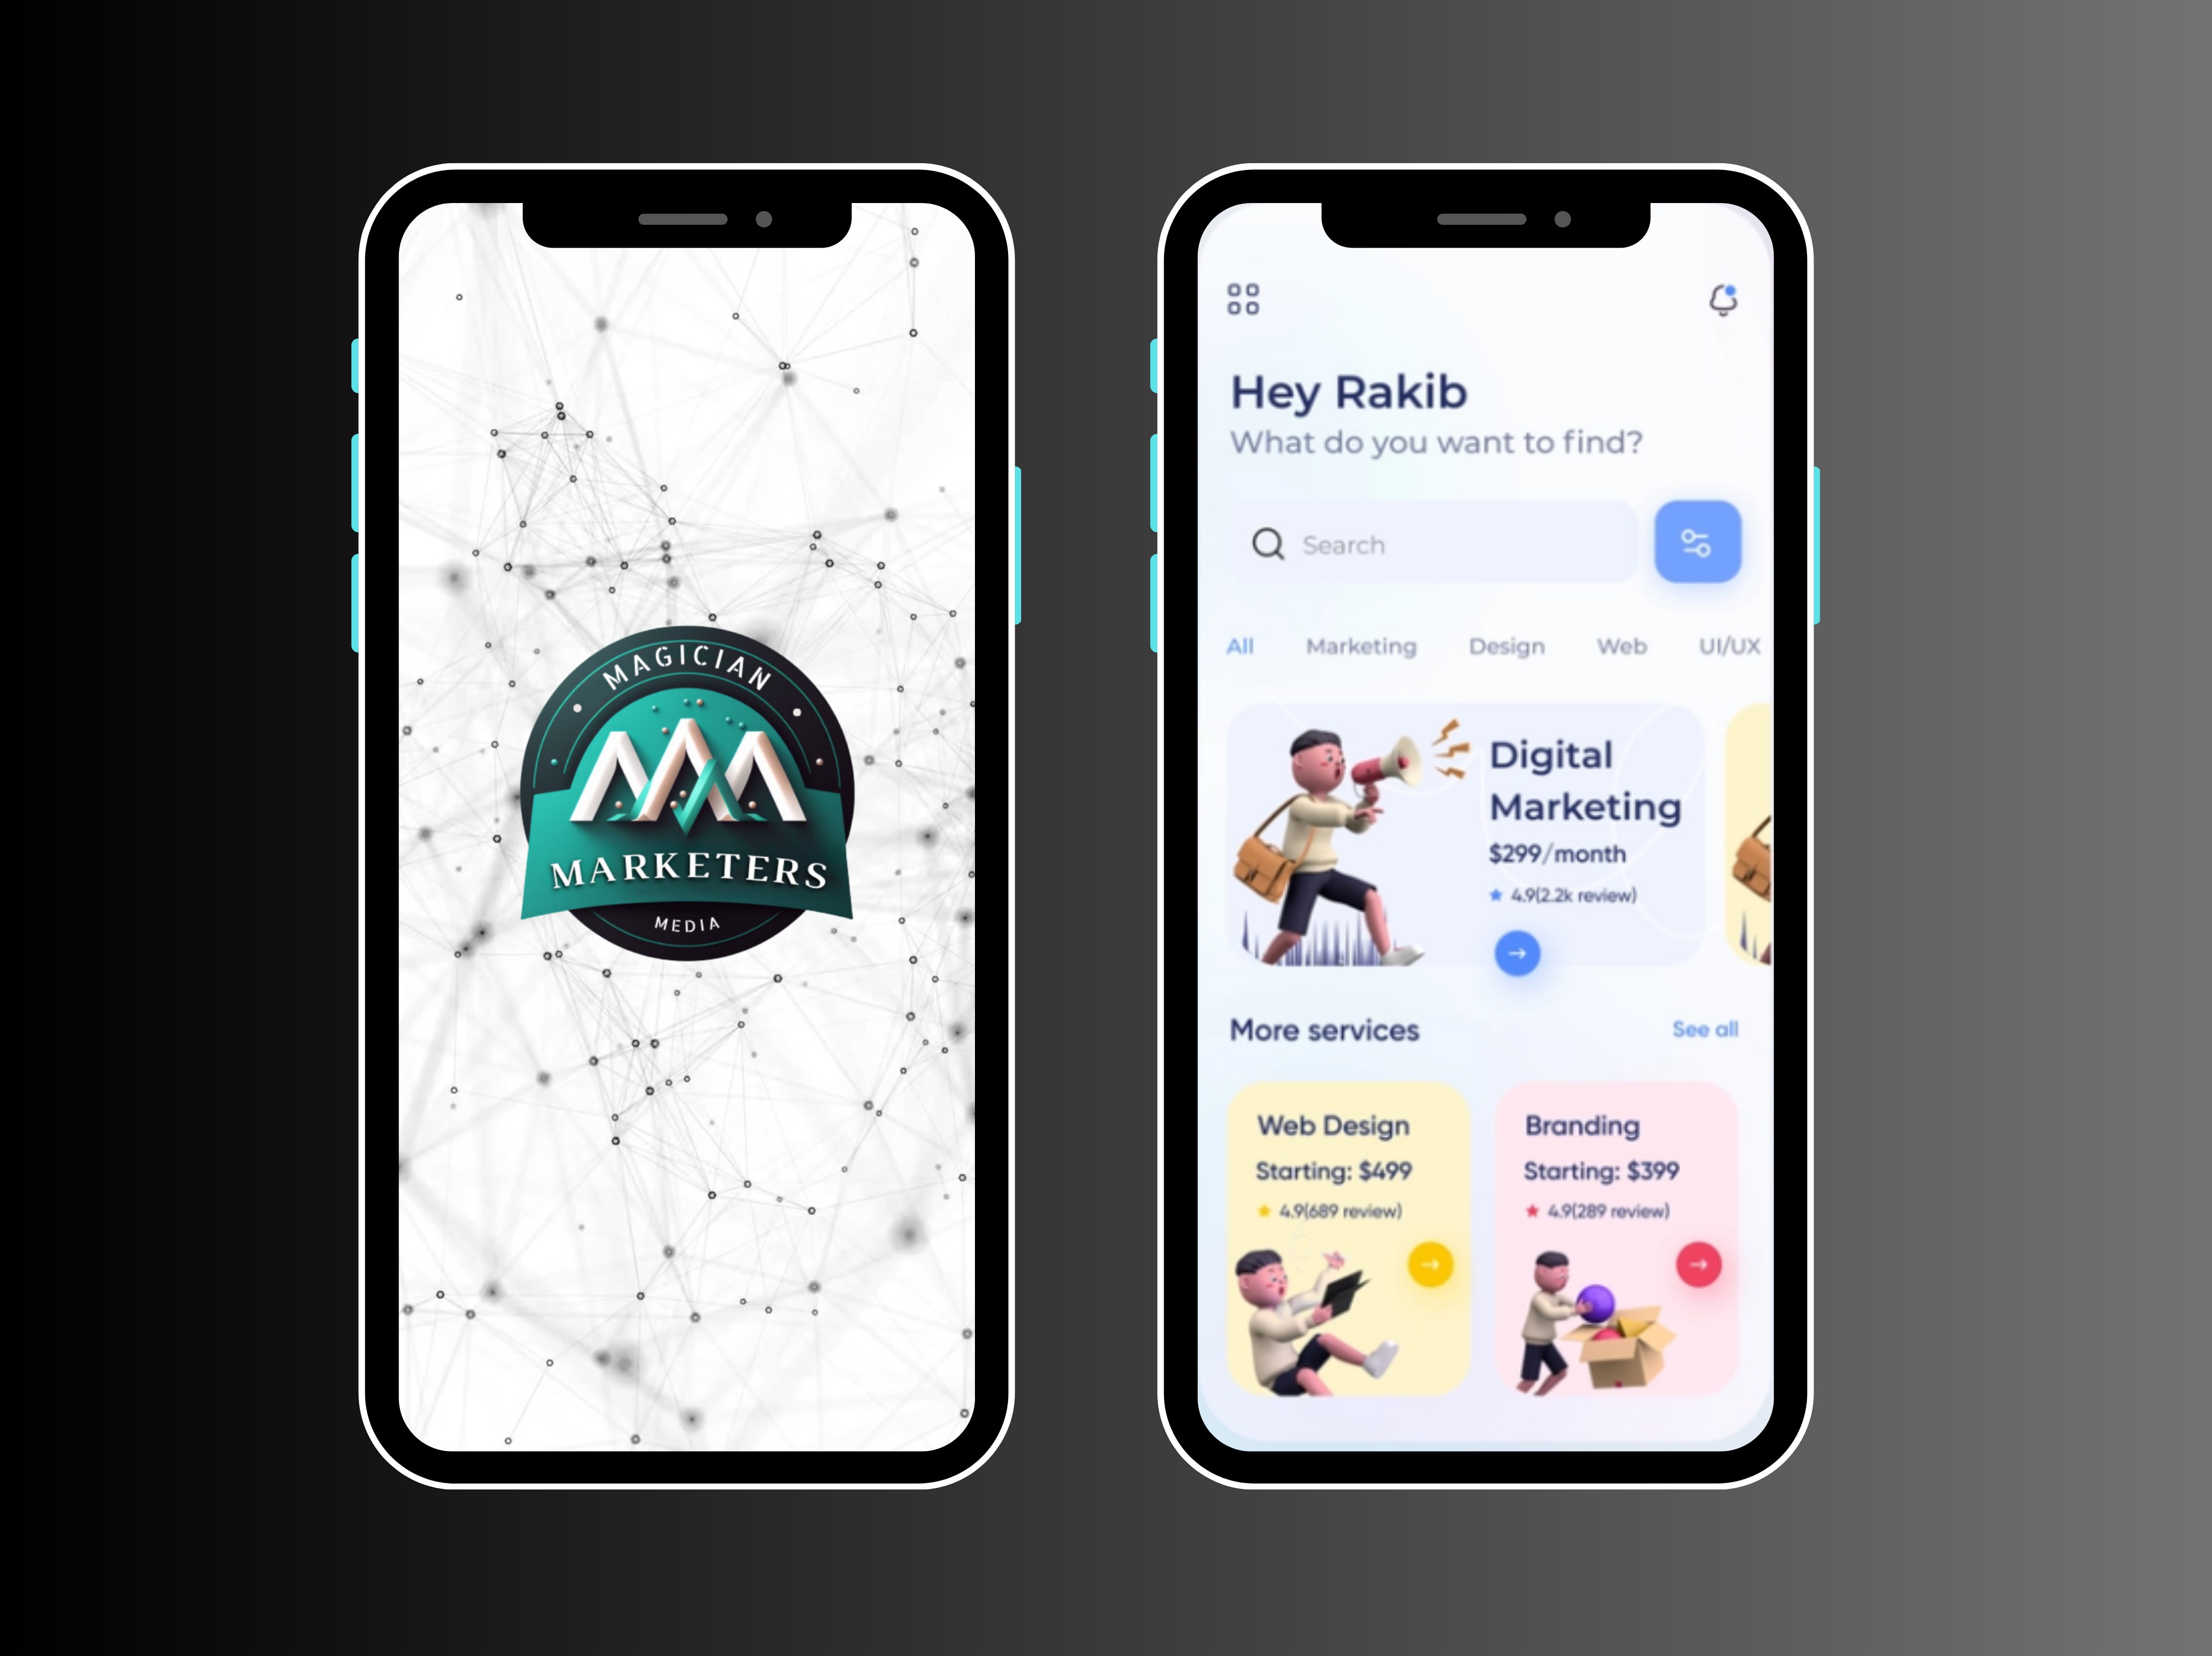 MAGICIAN
MARKETERS
MEDIA
Hey Rakib
What do you want to find?
Search
All Marketing Design Web UI/UX
Digital
Marketing
$299/month
4.9(2.2k review)
More services See all
Web Design
Starting: $499
4.9(689 review)
Branding
Starting: $399
4.9(289 review)